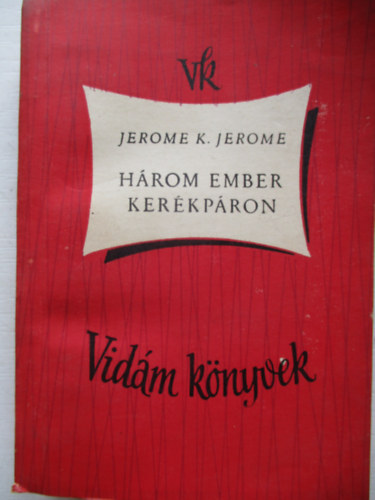 vk
JEROME K. JEROME
HÁROM EMBER
KERÉKPÁRON
Vidám könyvek